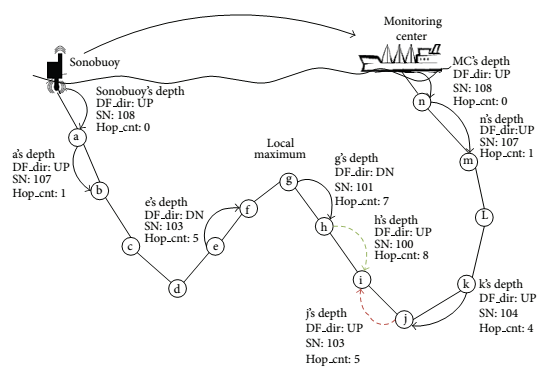 Sonobuoy
Monitoring
center
Sonobuoy's depth
DF_dir: UP
SN: 108
Hop_cnt: 0
MC's depth
DF_dir: UP
SN: 108
Hop_cnt: 0
n
n's depth
DF_dir:UP
SN: 107
Hop_cnt: 1
a
a's depth
DF_dir: UP
SN: 107
Hop_cnt: 1
b
m
Local
maximum
g
g's depth
DF_dir: DN
SN: 101
Hop_cnt: 7
e's depth
DF_dir: DN
SN: 103
Hop_cnt: 5
f
L
h
h's depth
DF_dir: UP
SN: 100
Hop_cnt: 8
c
e
d
i
k
k's depth
DF_dir: UP
SN: 104
Hop_cnt: 4
j
j's depth
DF_dir: UP
SN: 103
Hop_cnt: 5